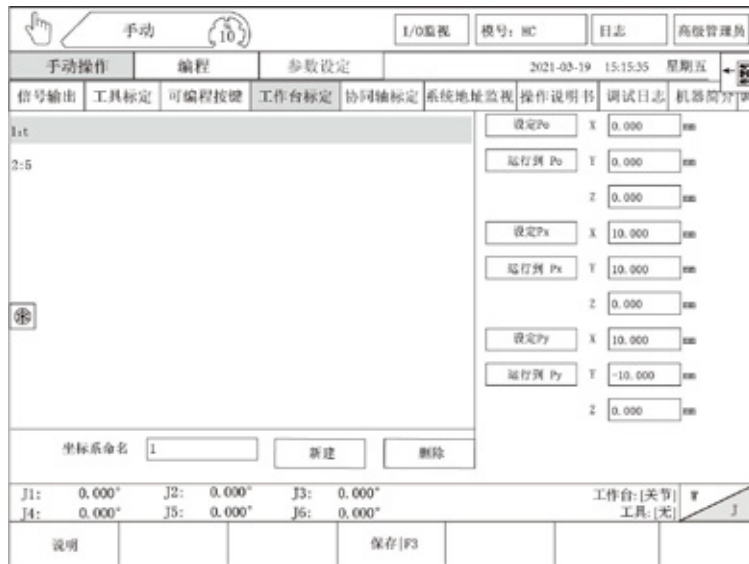 手动 10 I/O监视 模号: HC 日志 高级管理员
手动操作 编程 参数设定 2021-03-19 15:15:35 星期五
信号输出 工具标定 可编程按键 工作台标定 协同轴标定 系统地址监视 操作说明书 调试日志 机器简介
1:t
2:5
设定Po X 0.000 mm
运行到 Po Y 0.000 mm
Z 0.000 mm
设定Px X 10.000 mm
运行到 Px Y 10.000 mm
Z 0.000 mm
设定Py X 10.000 mm
运行到 Py Y -10.000 mm
Z 0.000 mm
坐标系命名 1 新建 删除
J1: 0.000° J2: 0.000° J3: 0.000° 工作台:[关节] W
J4: 0.000° J5: 0.000° J6: 0.000° 工具:[无] J
说明 保存|F3